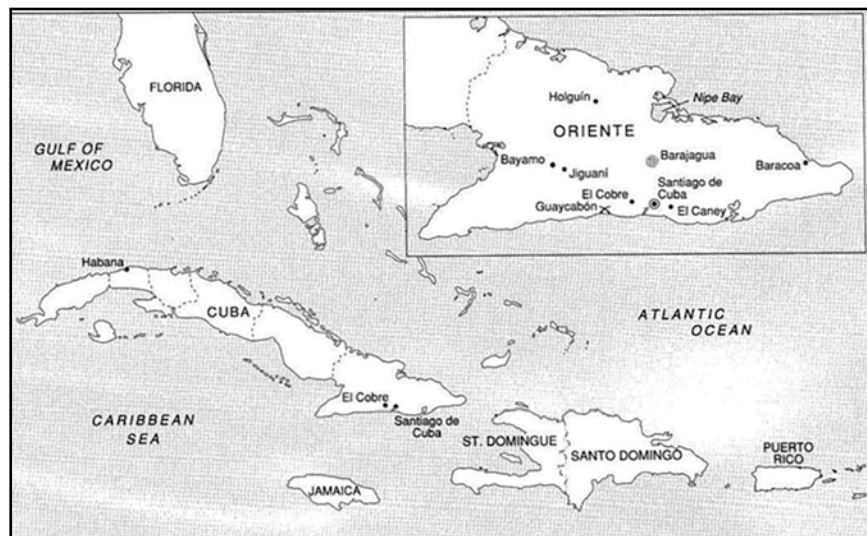 FLORIDA
GULF OF
MEXICO
Habana
CUBA
El Cobre
Santiago de
Cuba
CARIBBEAN
SEA
JAMAICA
ST. DOMINGUE
SANTO DOMINGO
PUERTO
RICO
ATLANTIC
OCEAN
Holguín
Nipe Bay
ORIENTE
Bayamo
Jiguaní
Barajagua
Baracoa
El Cobre
Santiago de
Cuba
Guaycabón
El Caney